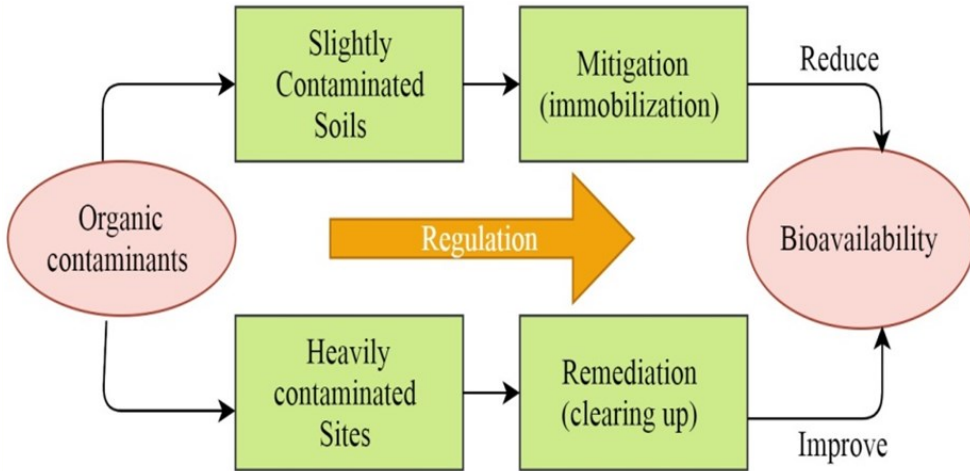 Slightly
Contaminated
Soils
Mitigation
(immobilization)
Reduce
Organic
contaminants
Regulation
Bioavailability
Heavily
contaminated
Sites
Remediation
(clearing up)
Improve